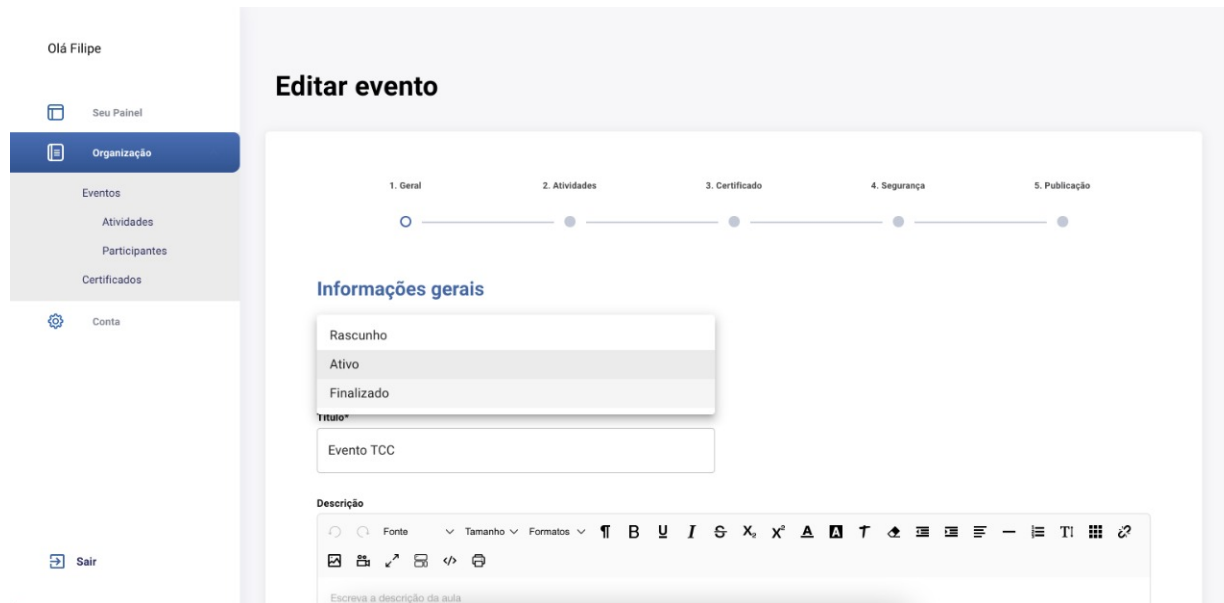 Olá Filipe
Seu Painel
Organização
Eventos
Atividades
Participantes
Certificados
Conta
Sair
Editar evento
1. Geral 2. Atividades 3. Certificado 4. Segurança 5. Publicação
Informações gerais
Rascunho
Ativo
Finalizado
Título*
Evento TCC
Descrição
Fonte Tamanho Formatos
Escreva a descrição da aula